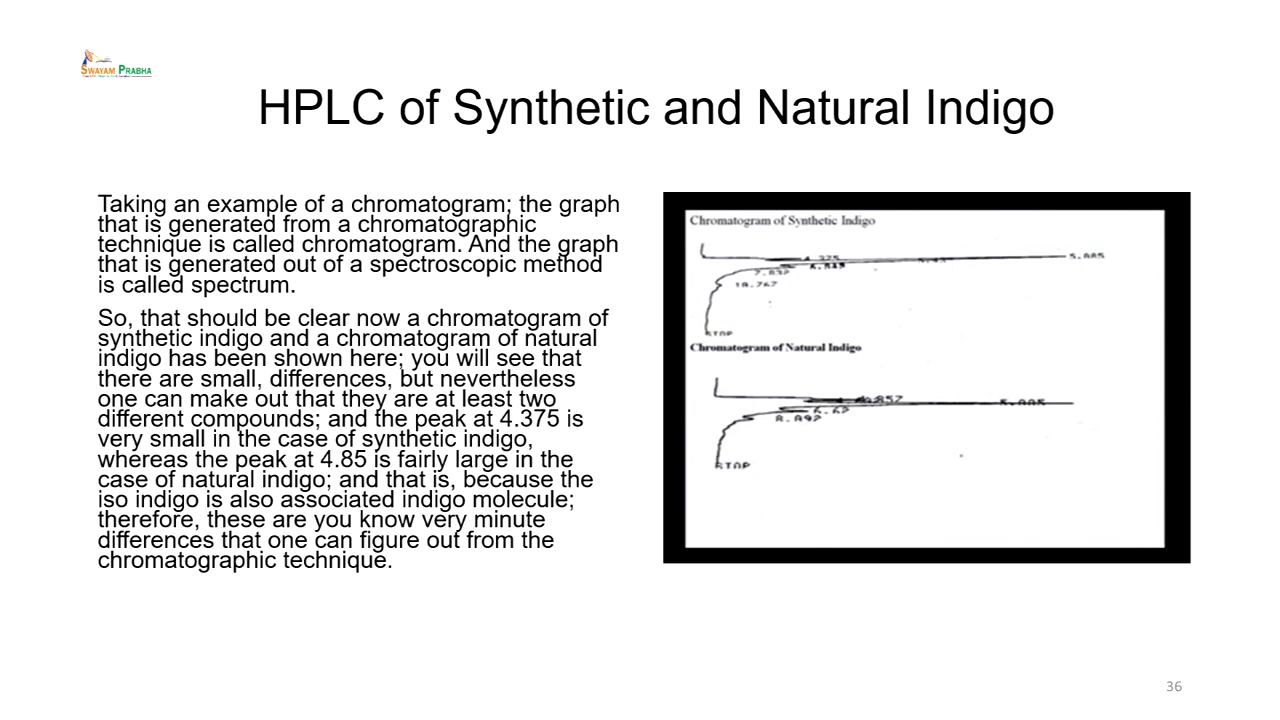 SWAYAM PRABHA
HPLC of Synthetic and Natural Indigo
Taking an example of a chromatogram; the graph
that is generated from a chromatographic
technique is called chromatogram. And the graph
that is generated out of a spectroscopic method
is called spectrum.
So, that should be clear now a chromatogram of
synthetic indigo and a chromatogram of natural
indigo has been shown here; you will see that
there are small, differences, but nevertheless
one can make out that they are at least two
different compounds; and the peak at 4.375 is
very small in the case of synthetic indigo,
whereas the peak at 4.85 is fairly large in the
case of natural indigo; and that is, because the
iso indigo is also associated indigo molecule;
therefore, these are you know very minute
differences that one can figure out from the
chromatographic technique.
Chromatogram of Synthetic Indigo
4.375
5.885
7.832
10.767
STOP
Chromatogram of Natural Indigo
4.857
6.62
8.092
STOP
36